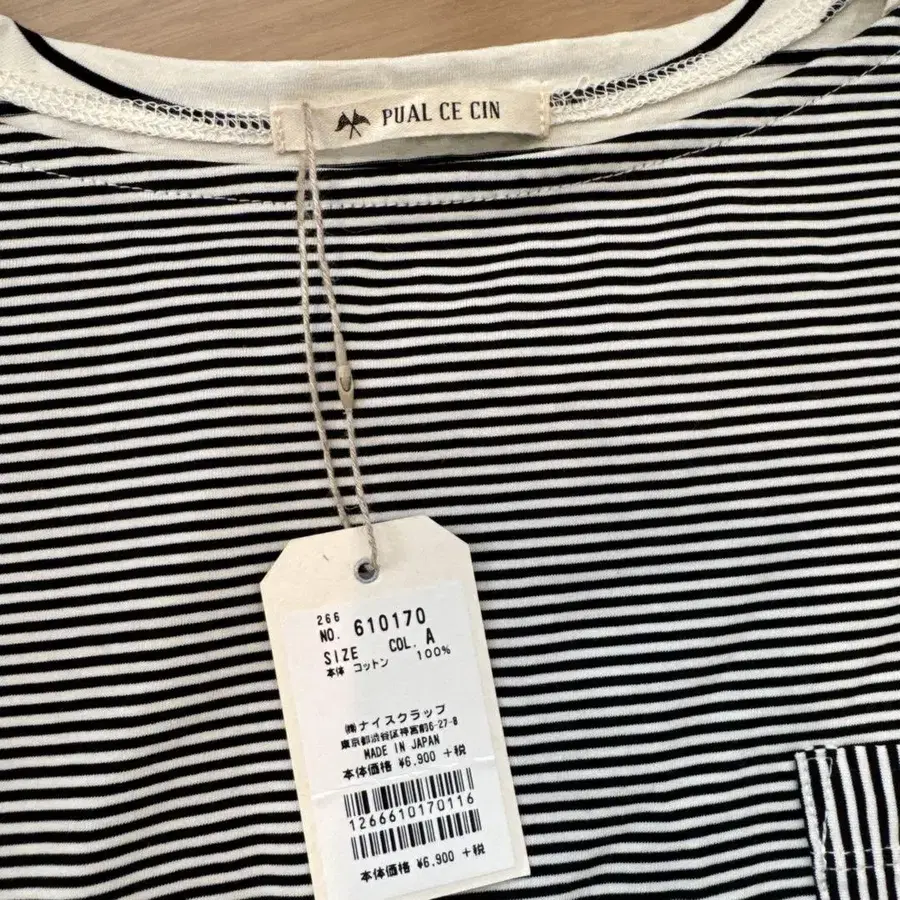 PUAL CE CIN
266
NO. 610170
SIZE COL. A
本体 コットン 100%
㈱ナイスクラップ
東京都渋谷区神宮前6-27-8
MADE IN JAPAN
本体価格 ¥6,900 +税
1266610170116
本体価格 ¥6,900 +税